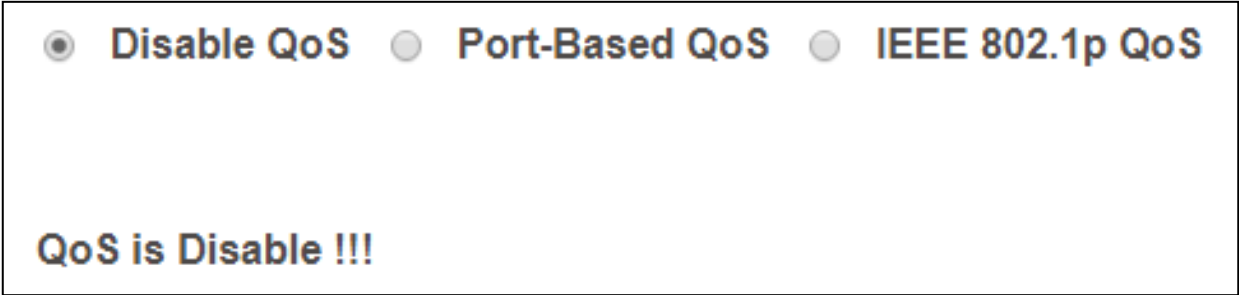 Disable QoS Port-Based QoS IEEE 802.1p QoS
QoS is Disable !!!